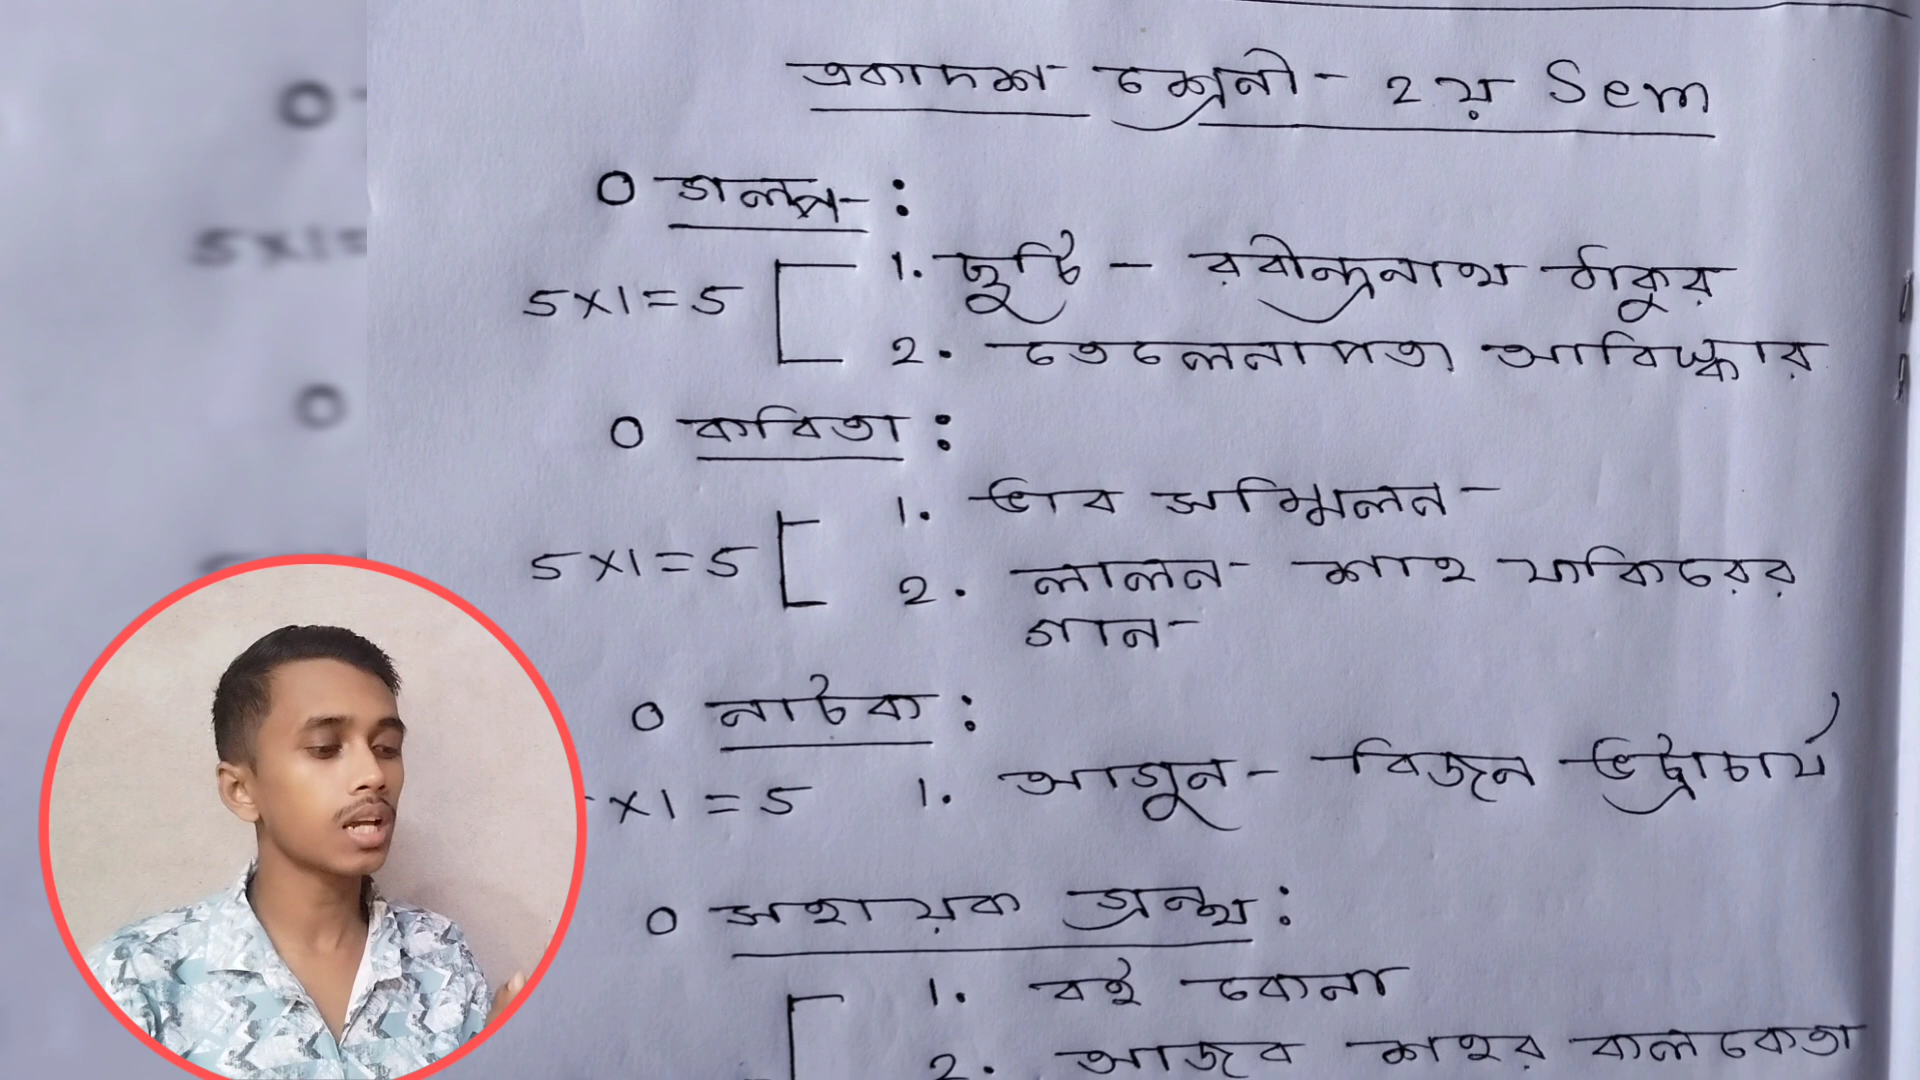 একাদশ শ্রেনী - ২য় Sem
০ গল্প :
5×1=5 1. ছুটি - রবীন্দ্রনাথ ঠাকুর
2. তেলেনাপতা আবিষ্কার
০ কবিতা :
5×1=5 1. ভাব সম্মিলন
2. লালন শাহ ফকিরের
গান
০ নাটক :
×1=5 1. আগুন - বিজন ভট্টাচার্য
০ সহায়ক গ্রন্থ :
1. বই কেনা
2. আজব শহর কলকেতা